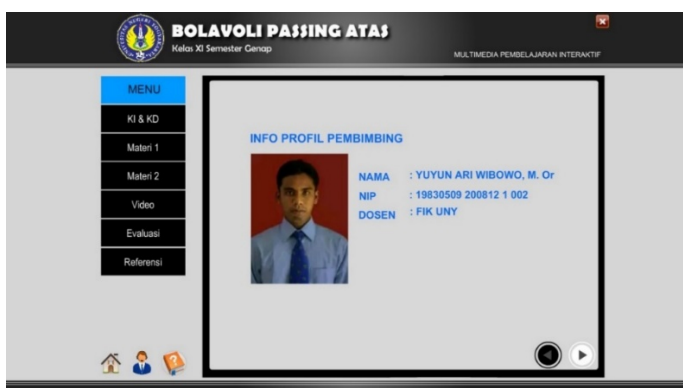 BOLAVOLI PASSING ATAS
Kelas XI Semester Genap
MULTIMEDIA PEMBELAJARAN INTERAKTIF
MENU
KI & KD
Materi 1
Materi 2
Video
Evaluasi
Referensi
INFO PROFIL PEMBIMBING
NAMA : YUYUN ARI WIBOWO, M. Or
NIP : 19830509 200812 1 002
DOSEN : FIK UNY